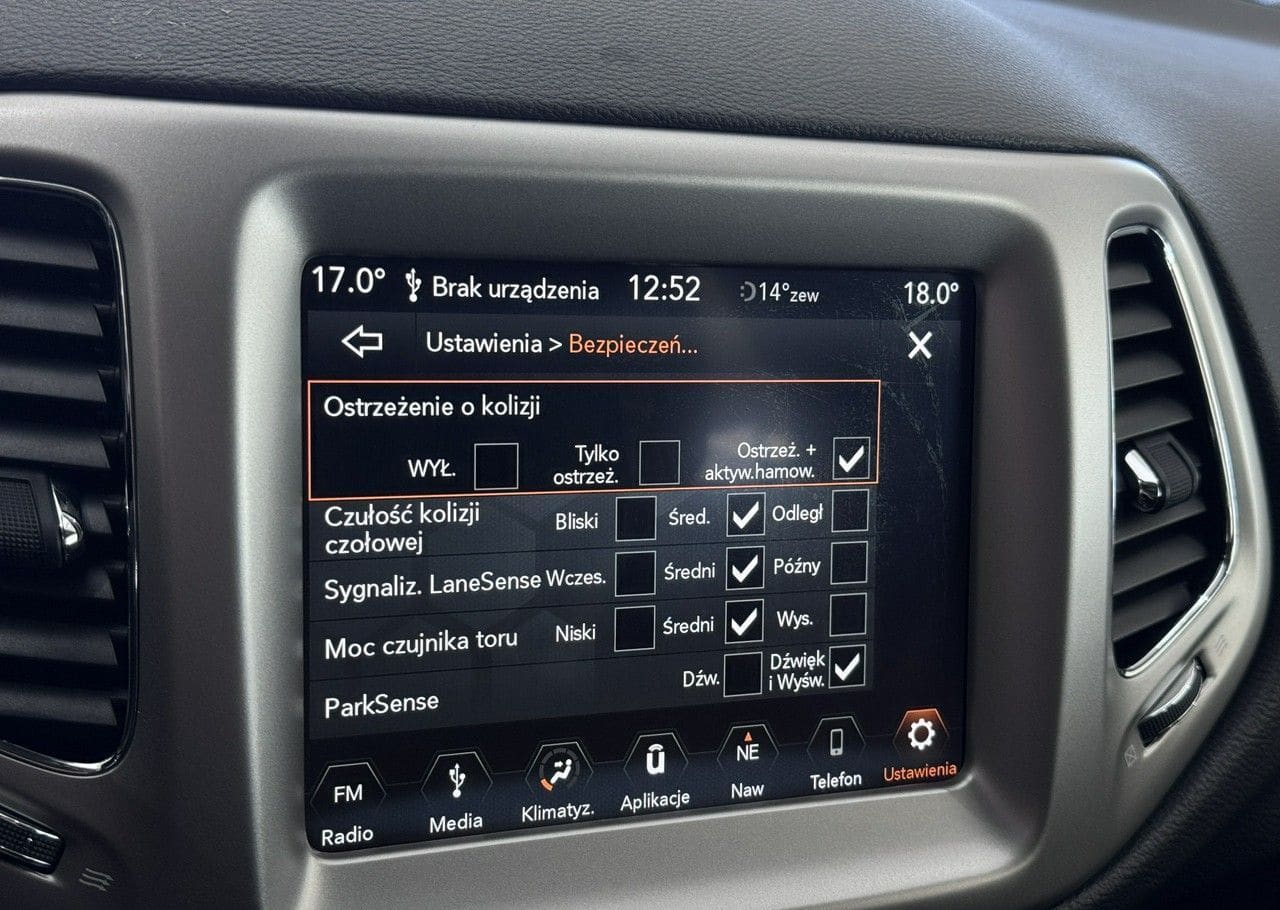 17.0° Brak urządzenia 12:52 14°zew 18.0°
Ustawienia > Bezpieczeń...
Ostrzeżenie o kolizji
WYŁ. Tylko ostrzeż. Ostrzeż. + aktyw.hamow.
Czułość kolizji czołowej Bliski Śred. Odległ
Sygnaliz. LaneSense Wczes. Średni Późny
Moc czujnika toru Niski Średni Wys.
ParkSense Dźw. Dźwięk i Wyśw.
FM NE
Radio Media Klimatyz. Aplikacje Naw Telefon Ustawienia